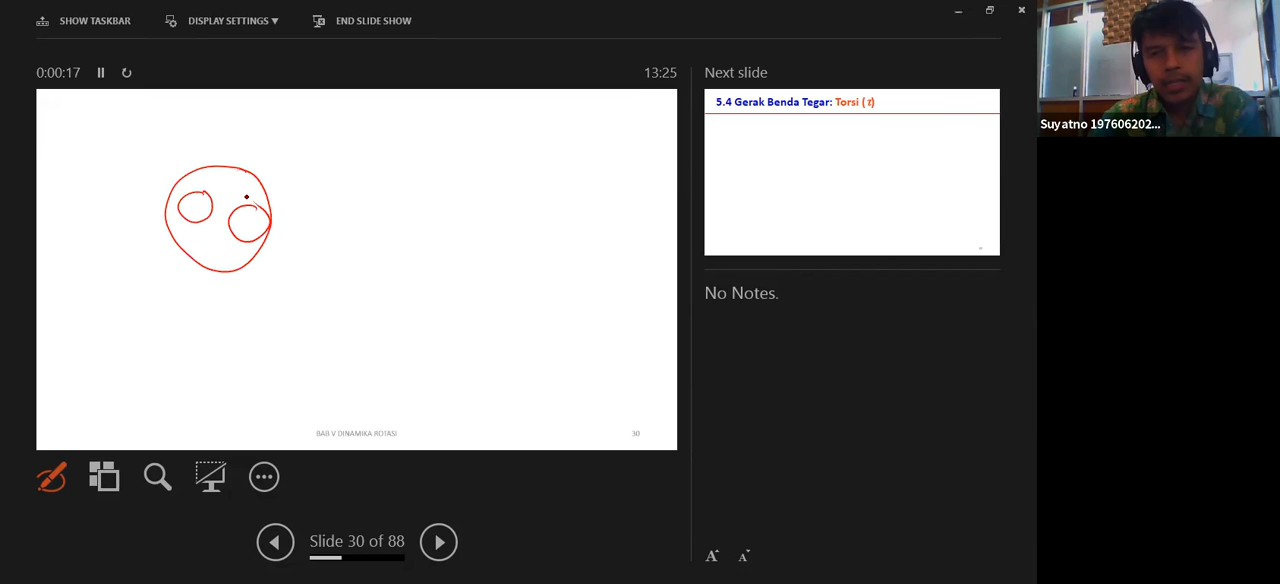 SHOW TASKBAR DISPLAY SETTINGS ▼ END SLIDE SHOW
0:00:17 13:25 Next slide
5.4 Gerak Benda Tegar: Torsi (τ)
Suyatno 197606202...
No Notes.
BAB V DINAMIKA ROTASI 30
Slide 30 of 88
A A